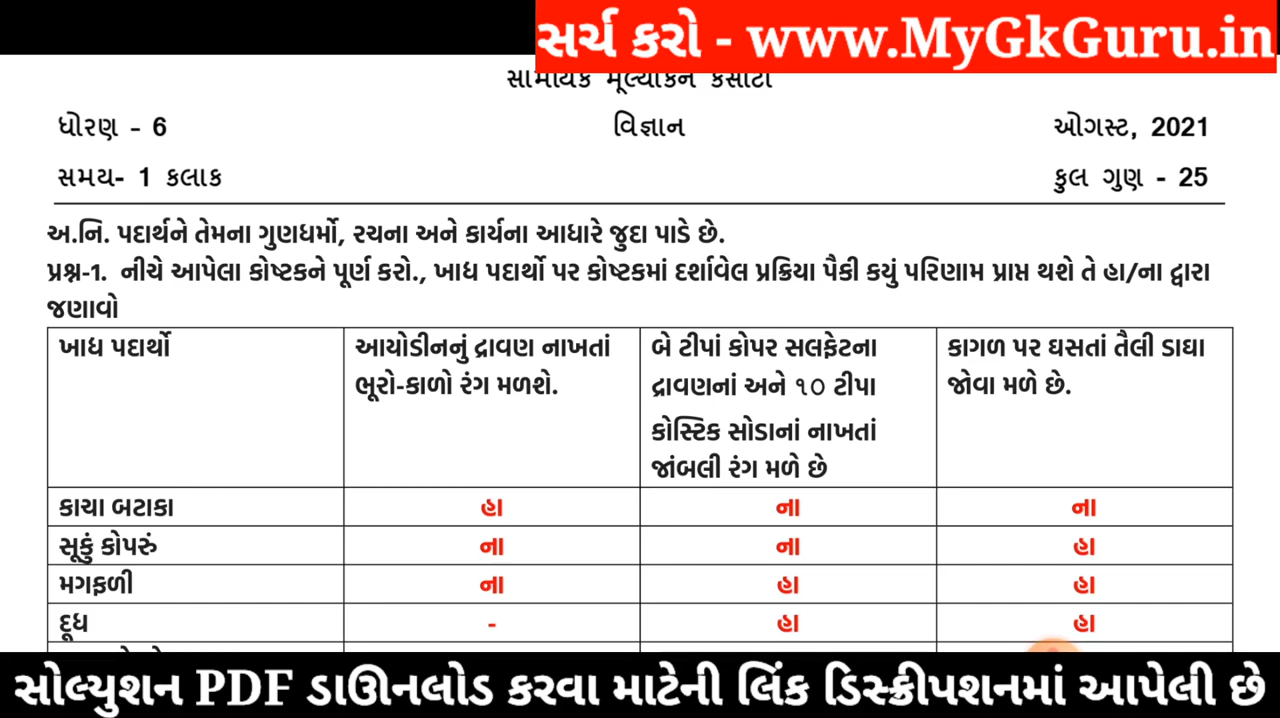 સર્ચ કરો - www.MyGkGuru.in
સામાયિક મૂલ્યાંકન કસોટી
ધોરણ - 6 વિજ્ઞાન ઓગસ્ટ, 2021
સમય- 1 કલાક કુલ ગુણ - 25
અ.નિ. પદાર્થને તેમના ગુણધર્મો, રચના અને કાર્યના આધારે જુદા પાડે છે.
પ્રશ્ન-1. નીચે આપેલા કોષ્ટકને પૂર્ણ કરો., ખાદ્ય પદાર્થો પર કોષ્ટકમાં દર્શાવેલ પ્રક્રિયા પૈકી કયું પરિણામ પ્રાપ્ત થશે તે હા/ના દ્વારા
જણાવો
ખાદ્ય પદાર્થો
આયોડીનનું દ્રાવણ નાખતાં
ભૂરો-કાળો રંગ મળશે.
બે ટીપાં કોપર સલફેટના
દ્રાવણનાં અને ૧૦ ટીપા
કોસ્ટિક સોડાનાં નાખતાં
જાંબલી રંગ મળે છે
કાગળ પર ઘસતાં તૈલી ડાઘા
જોવા મળે છે.
કાચા બટાકા હા ના ના
સૂકું કોપરું ના ના હા
મગફળી ના હા હા
દૂધ - હા હા
સોલ્યુશન PDF ડાઊનલોડ કરવા માટેની લિંક ડિસ્ક્રીપશનમાં આપેલી છે